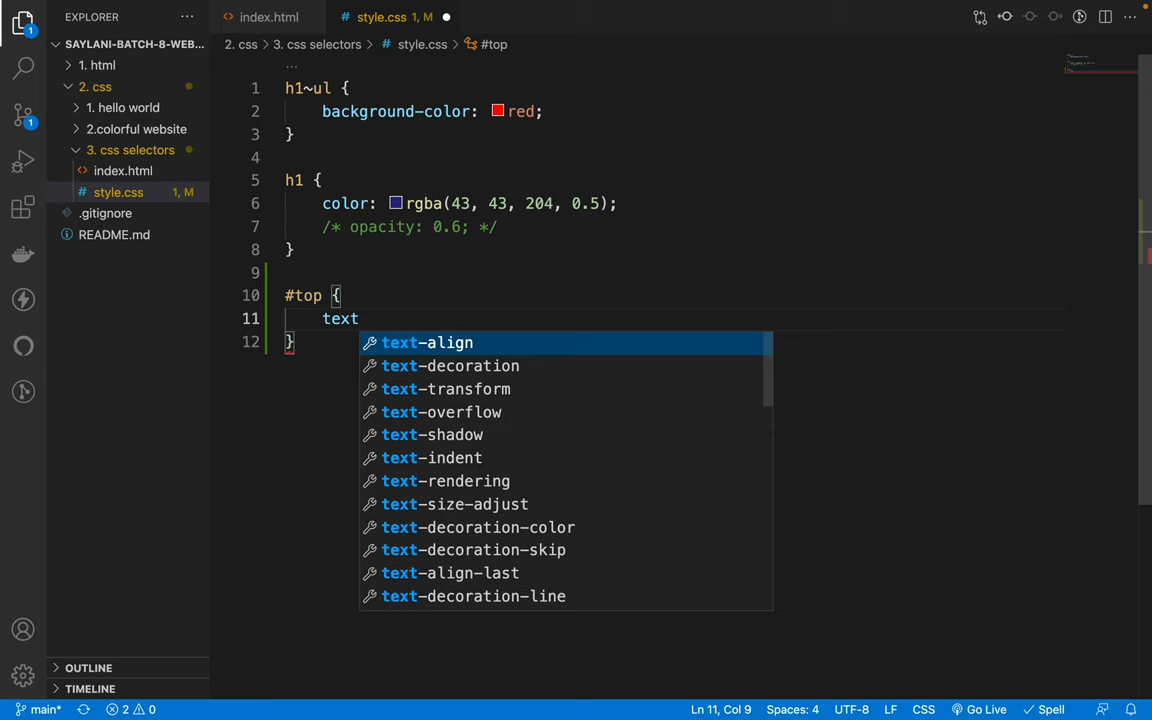 EXPLORER ...
index.html
style.css 1, M
SAYLANI-BATCH-8-WEB...
1. html
2. css
1. hello world
2.colorful website
3. css selectors
index.html
style.css 1, M
.gitignore
README.md
OUTLINE
TIMELINE
2. css > 3. css selectors > # style.css > #top
...
1 h1~ul {
2 background-color: red;
3 }
4
5 h1 {
6 color: rgba(43, 43, 204, 0.5);
7 /* opacity: 0.6; */
8 }
9
10 #top {
11 text
12 }
text-align
text-decoration
text-transform
text-overflow
text-shadow
text-indent
text-rendering
text-size-adjust
text-decoration-color
text-decoration-skip
text-align-last
text-decoration-line
1
1
main* 2 0 Ln 11, Col 9 Spaces: 4 UTF-8 LF CSS Go Live Spell